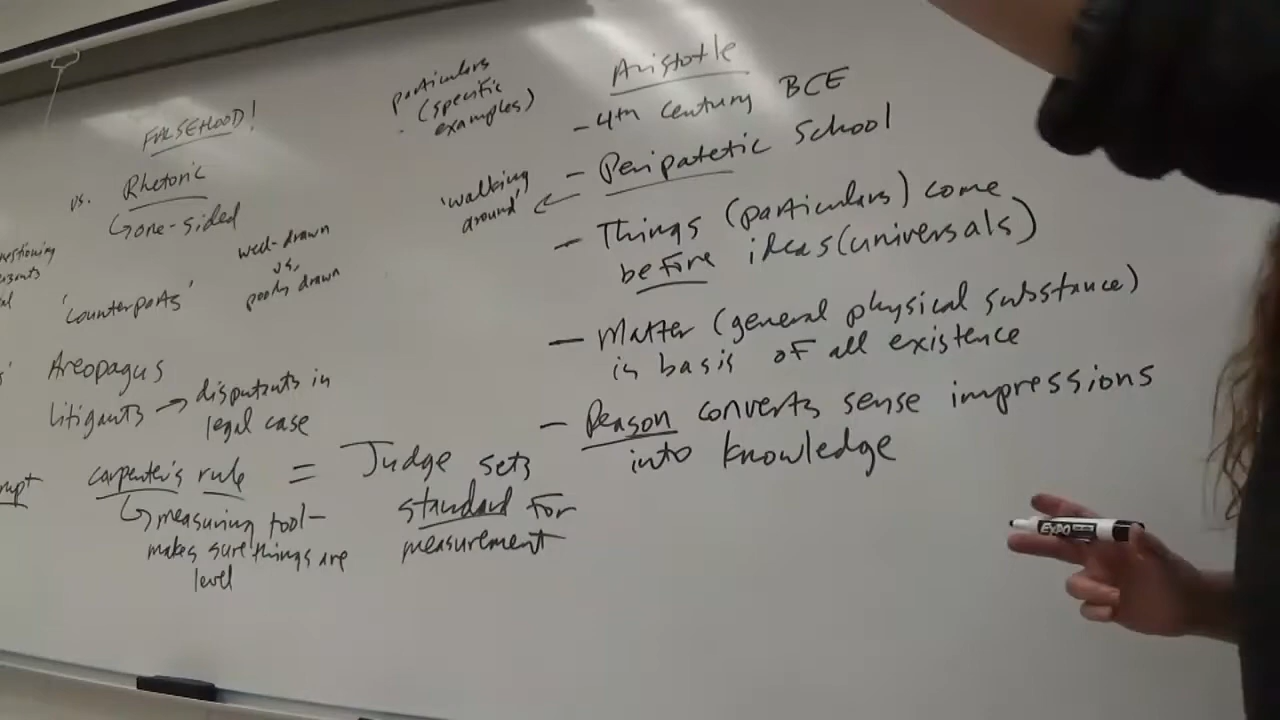 FALSEHOOD!
vs. Rhetoric
one-sided
well-drawn
vs.
poorly drawn
'counterparts'
Areopagus
litigants → disputants in
legal case
carpenter's rule = Judge sets
standard for
measurement
measuring tool-
makes sure things are
level
particulars
(specific
examples)
'walking
around'
Aristotle
- 4th century BCE
- Peripatetic School
- Things (particulars) come
before ideas (universals)
- Matter (general physical substance)
is basis of all existence
- Reason converts sense impressions
into knowledge
EXPO